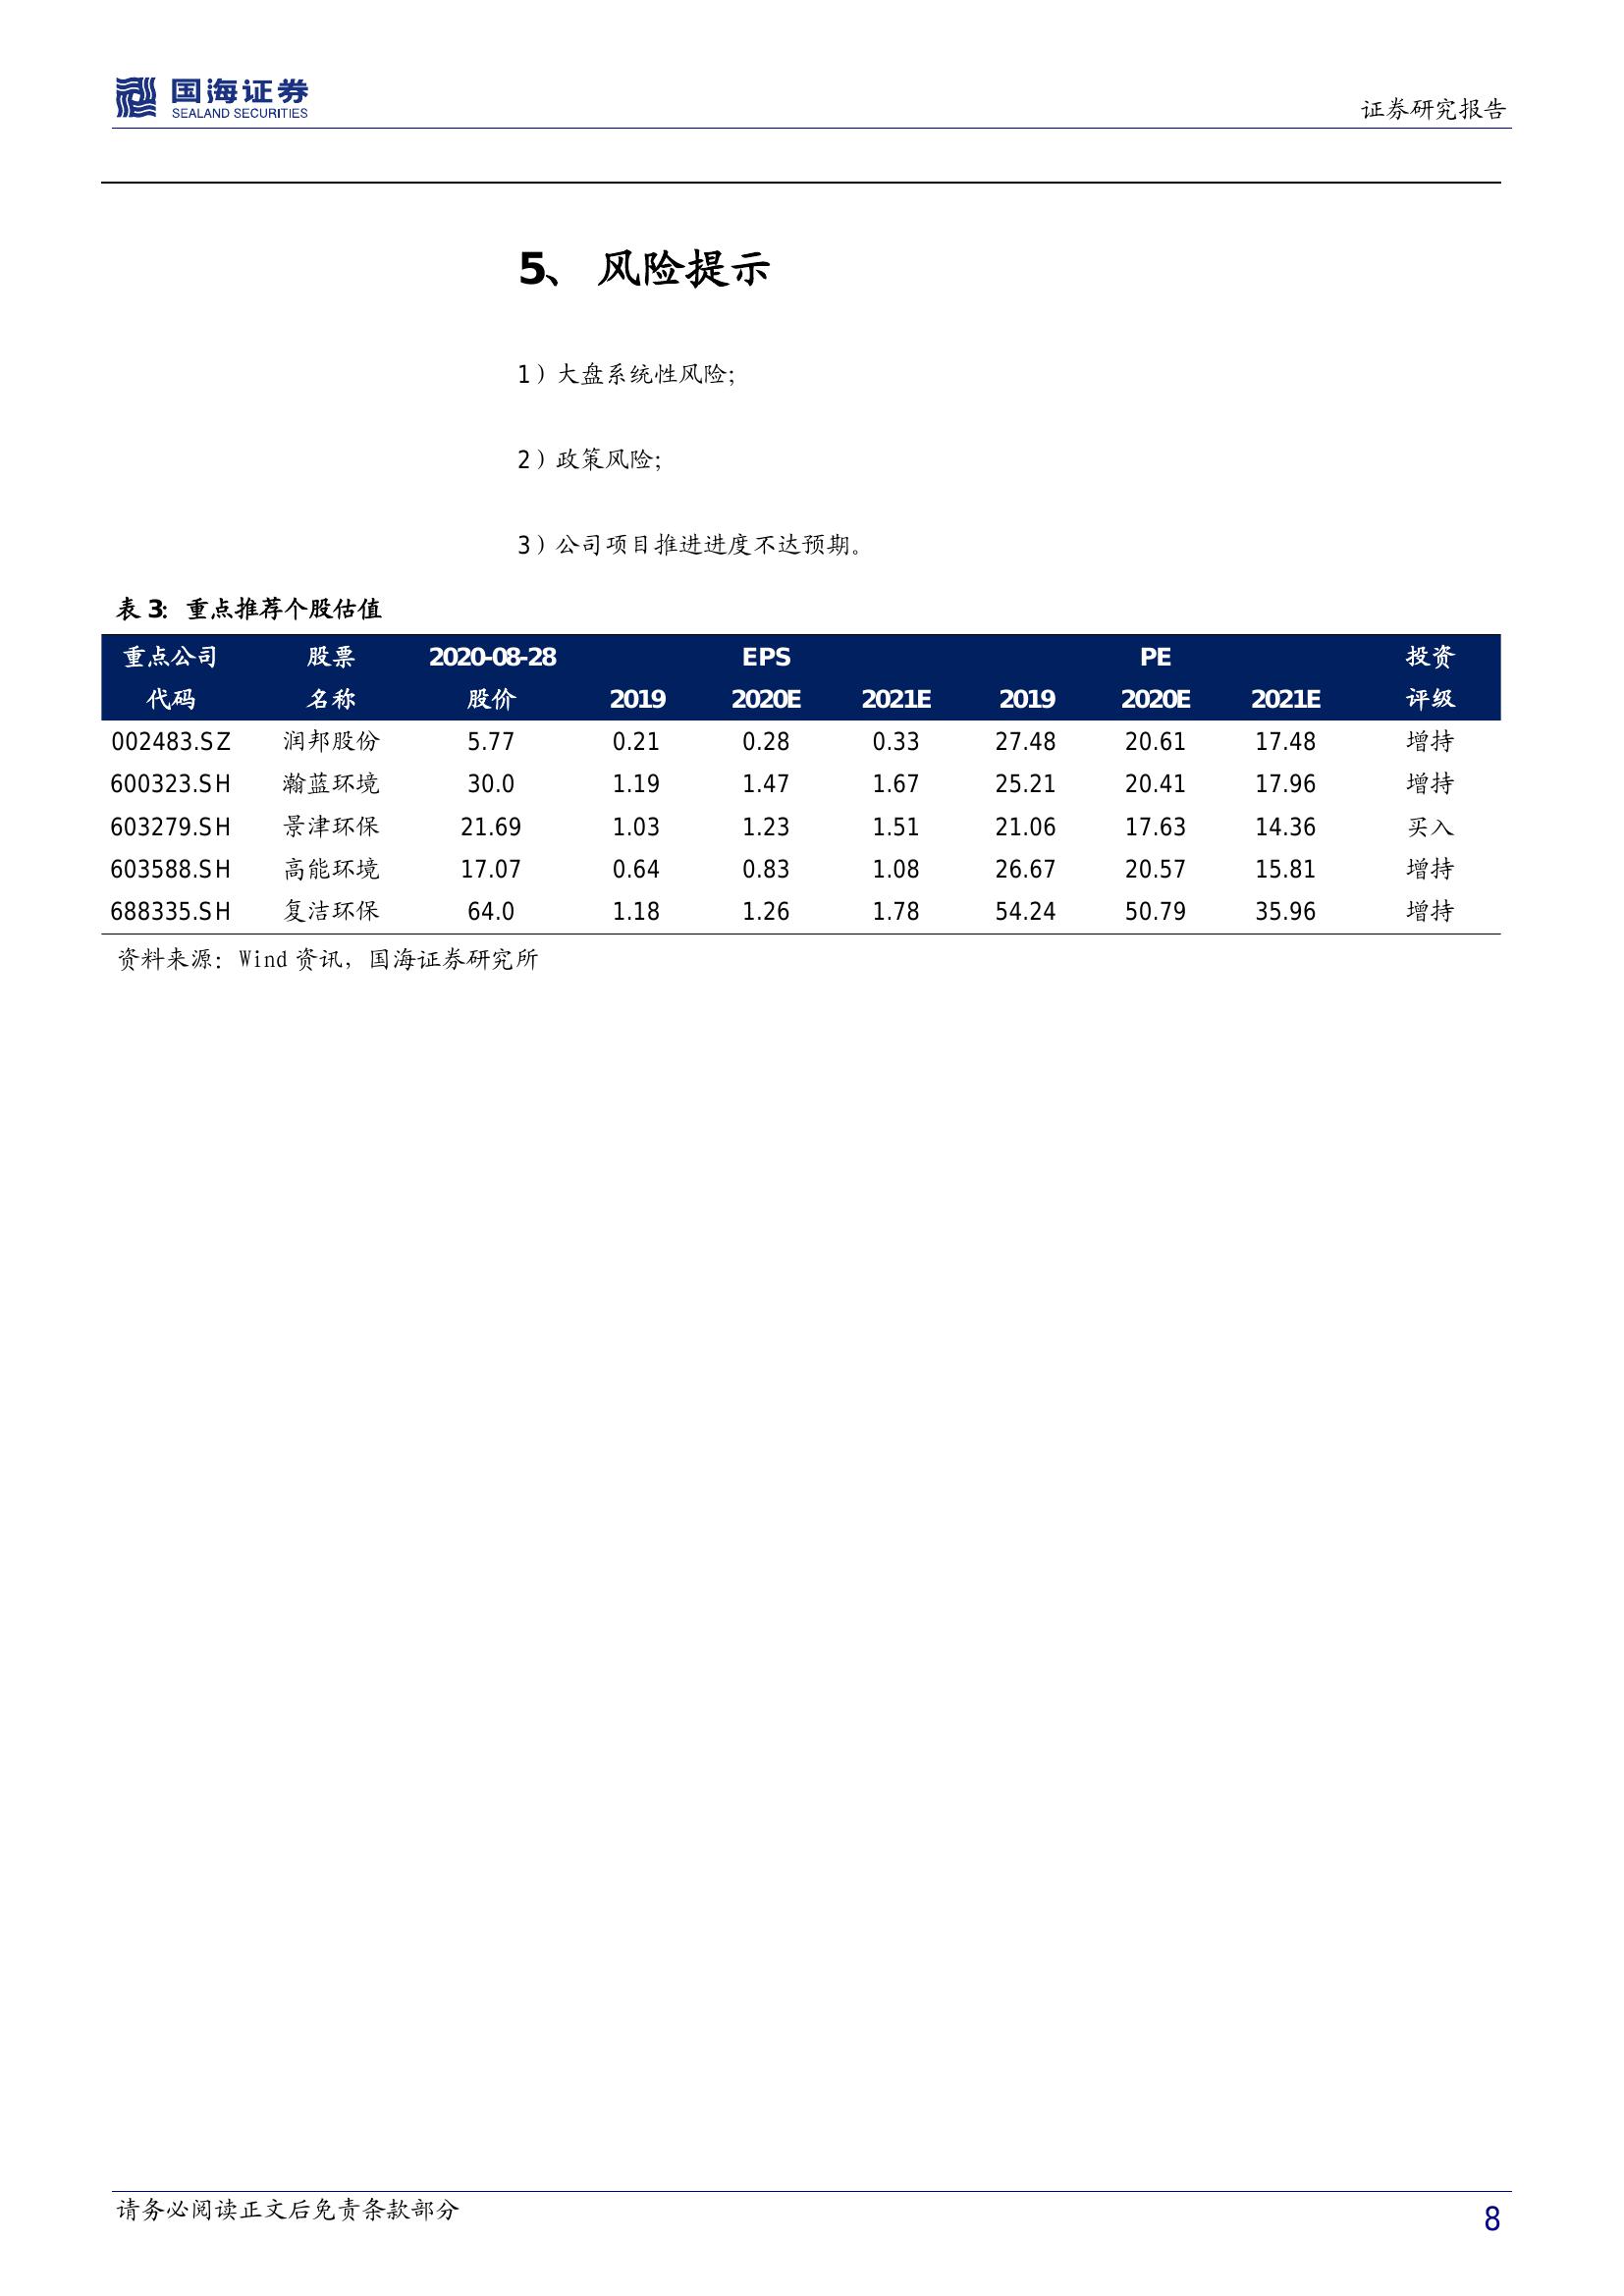 国海证券
SEALAND SECURITIES
证券研究报告
5、 风险提示
1）大盘系统性风险；
2）政策风险；
3）公司项目推进进度不达预期。
表 3：重点推荐个股估值
重点公司 股票 2020-08-28 EPS PE 投资
代码 名称 股价 2019 2020E 2021E 2019 2020E 2021E 评级
002483.SZ 润邦股份 5.77 0.21 0.28 0.33 27.48 20.61 17.48 增持
600323.SH 瀚蓝环境 30.0 1.19 1.47 1.67 25.21 20.41 17.96 增持
603279.SH 景津环保 21.69 1.03 1.23 1.51 21.06 17.63 14.36 买入
603588.SH 高能环境 17.07 0.64 0.83 1.08 26.67 20.57 15.81 增持
688335.SH 复洁环保 64.0 1.18 1.26 1.78 54.24 50.79 35.96 增持
资料来源：Wind 资讯，国海证券研究所
请务必阅读正文后免责条款部分
8